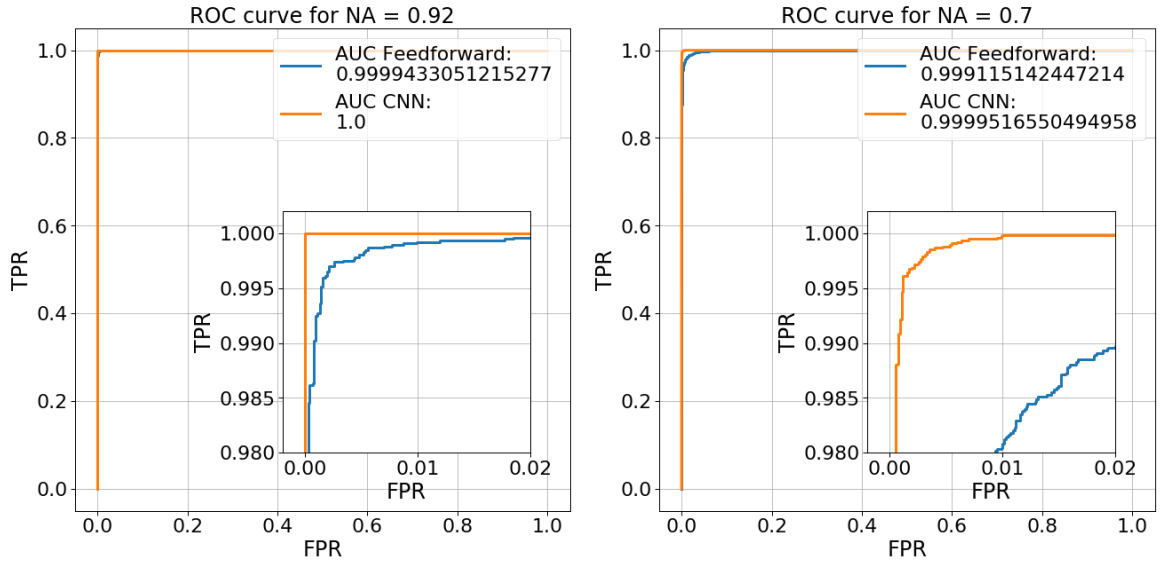 ROC curve for NA = 0.92
1.0
0.8
0.6
0.4
0.2
0.0
TPR
AUC Feedforward:
0.9999433051215277
AUC CNN:
1.0
1.000
0.995
0.990
0.985
0.980
TPR
0.00 0.01 0.02
FPR
0.0 0.2 0.4 0.6 0.8 1.0
FPR
ROC curve for NA = 0.7
1.0
0.8
0.6
0.4
0.2
0.0
TPR
AUC Feedforward:
0.999115142447214
AUC CNN:
0.9999516550494958
1.000
0.995
0.990
0.985
0.980
TPR
0.00 0.01 0.02
FPR
0.0 0.2 0.4 0.6 0.8 1.0
FPR